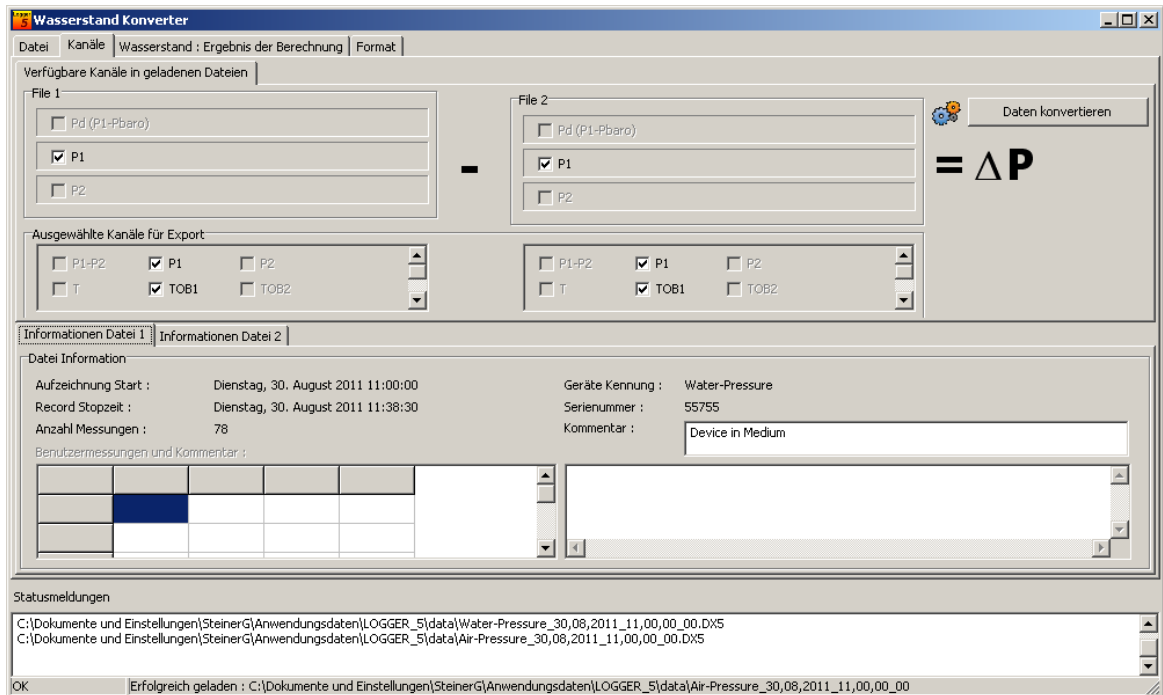 Logger 5 Wasserstand Konverter
Datei Kanäle Wasserstand : Ergebnis der Berechnung Format
Verfügbare Kanäle in geladenen Dateien
File 1
Pd (P1-Pbaro)
P1
P2
-
File 2
Pd (P1-Pbaro)
P1
P2
Daten konvertieren
= ΔP
Ausgewählte Kanäle für Export
P1-P2 P1 P2 P1-P2 P1 P2
T TOB1 TOB2 T TOB1 TOB2
Informationen Datei 1 Informationen Datei 2
Datei Information
Aufzeichnung Start : Dienstag, 30. August 2011 11:00:00 Geräte Kennung : Water-Pressure
Record Stopzeit : Dienstag, 30. August 2011 11:38:30 Serienummer : 55755
Anzahl Messungen : 78 Kommentar : Device in Medium
Benutzermessungen und Kommentar :
Statusmeldungen
C:\Dokumente und Einstellungen\SteinerG\Anwendungsdaten\LOGGER_5\data\Water-Pressure_30,08,2011_11,00,00_00.DX5
C:\Dokumente und Einstellungen\SteinerG\Anwendungsdaten\LOGGER_5\data\Air-Pressure_30,08,2011_11,00,00_00.DX5
OK Erfolgreich geladen : C:\Dokumente und Einstellungen\SteinerG\Anwendungsdaten\LOGGER_5\data\Air-Pressure_30,08,2011_11,00,00_00